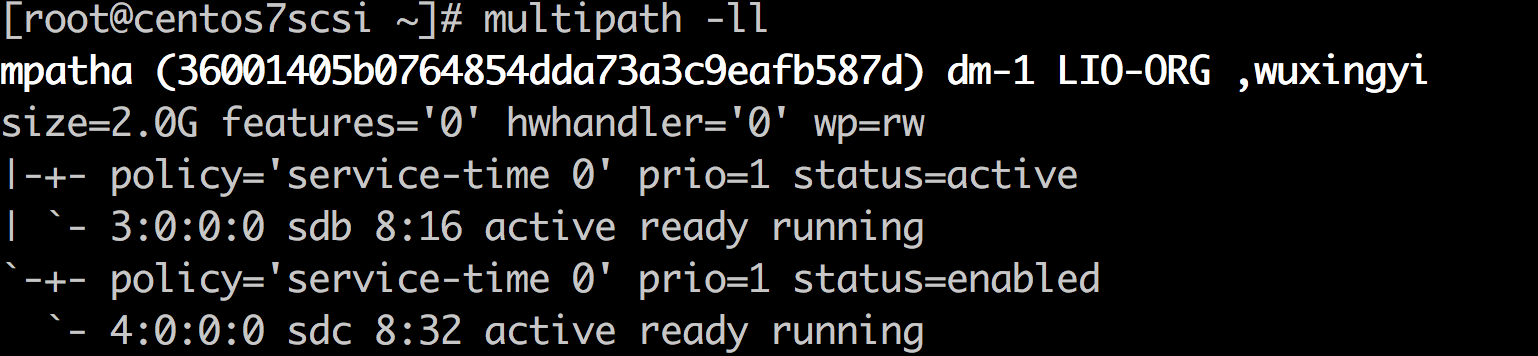 [root@centos7scsi ~]# multipath -ll
mpatha (36001405b0764854dda73a3c9eafb587d) dm-1 LIO-ORG ,wuxingyi
size=2.0G features='0' hwhandler='0' wp=rw
|-+- policy='service-time 0' prio=1 status=active
| `- 3:0:0:0 sdb 8:16 active ready running
`-+- policy='service-time 0' prio=1 status=enabled
  `- 4:0:0:0 sdc 8:32 active ready running